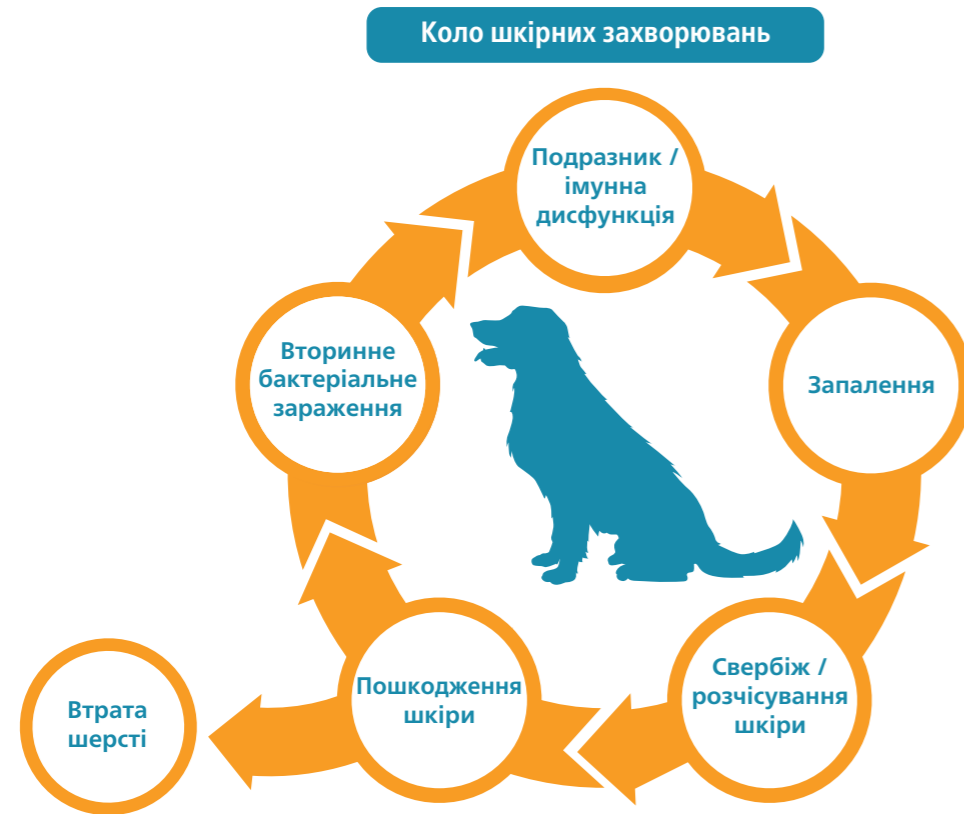 Коло шкірних захворювань
Подразник /
імунна
дисфункція
Запалення
Свербіж /
розчісування
шкіри
Пошкодження
шкіри
Втрата
шерсті
Вторинне
бактеріальне
зараження